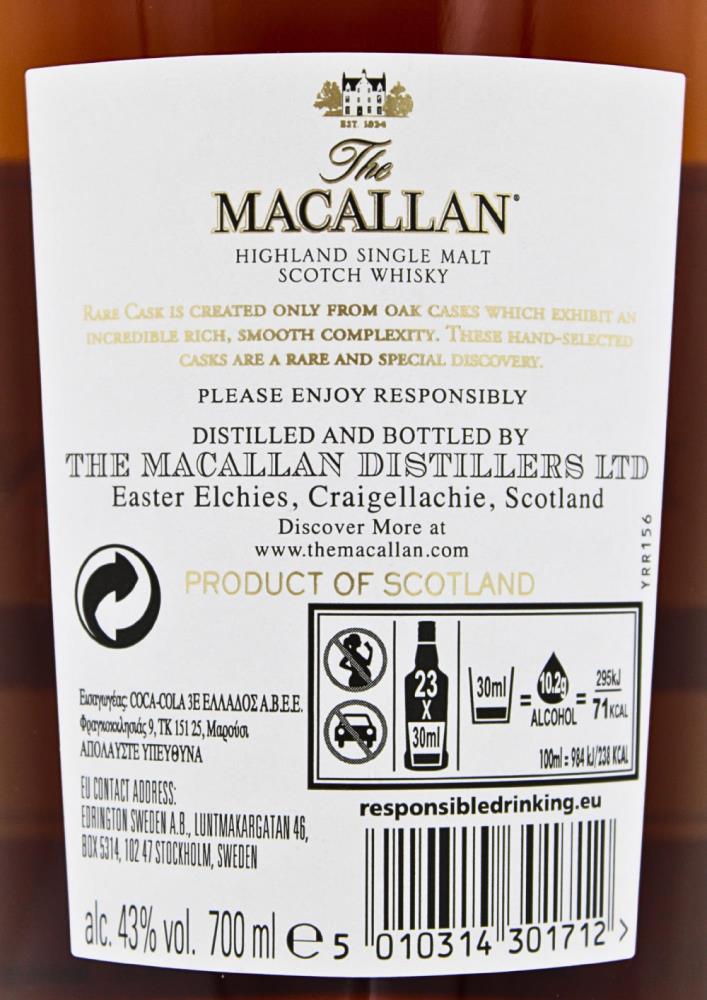 EST. 1824
The
MACALLAN®
HIGHLAND SINGLE MALT
SCOTCH WHISKY
RARE CASK IS CREATED ONLY FROM OAK CASKS WHICH EXHIBIT AN
INCREDIBLE RICH, SMOOTH COMPLEXITY. THESE HAND-SELECTED
CASKS ARE A RARE AND SPECIAL DISCOVERY.
PLEASE ENJOY RESPONSIBLY
DISTILLED AND BOTTLED BY
THE MACALLAN DISTILLERS LTD
Easter Elchies, Craigellachie, Scotland
Discover More at
www.themacallan.com
YRR156
PRODUCT OF SCOTLAND
23
X
30ml
30ml
=
10.2g
ALCOHOL
=
295kJ
71KCAL
100ml = 984 kJ/238 KCAL
Εισαγωγέας: COCA-COLA 3Ε ΕΛΛΑΔΟΣ Α.Β.Ε.Ε.
Φραγκοκκλησιάς 9, ΤΚ 151 25, Μαρούσι
ΑΠΟΛΑΥΣΤΕ ΥΠΕΥΘΥΝΑ
EU CONTACT ADDRESS:
EDRINGTON SWEDEN A.B., LUNTMAKARGATAN 46,
BOX 5314, 102 47 STOCKHOLM, SWEDEN
responsibledrinking.eu
alc. 43% vol. 700 ml e
5 010314 301712 >